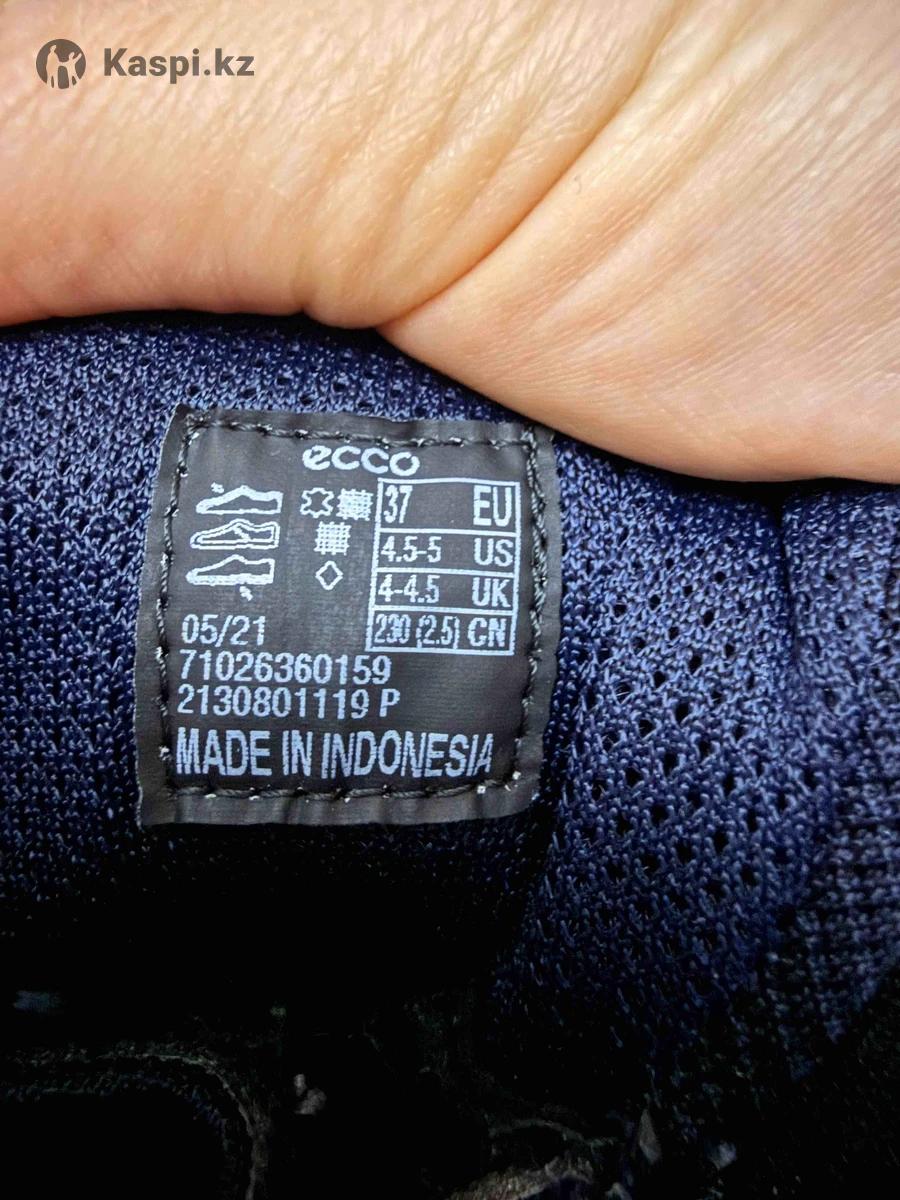 Kaspi.kz
ecco
37 EU
4.5-5 US
4-4.5 UK
230 (2.5) CN
05/21
71026360159
2130801119 P
MADE IN INDONESIA